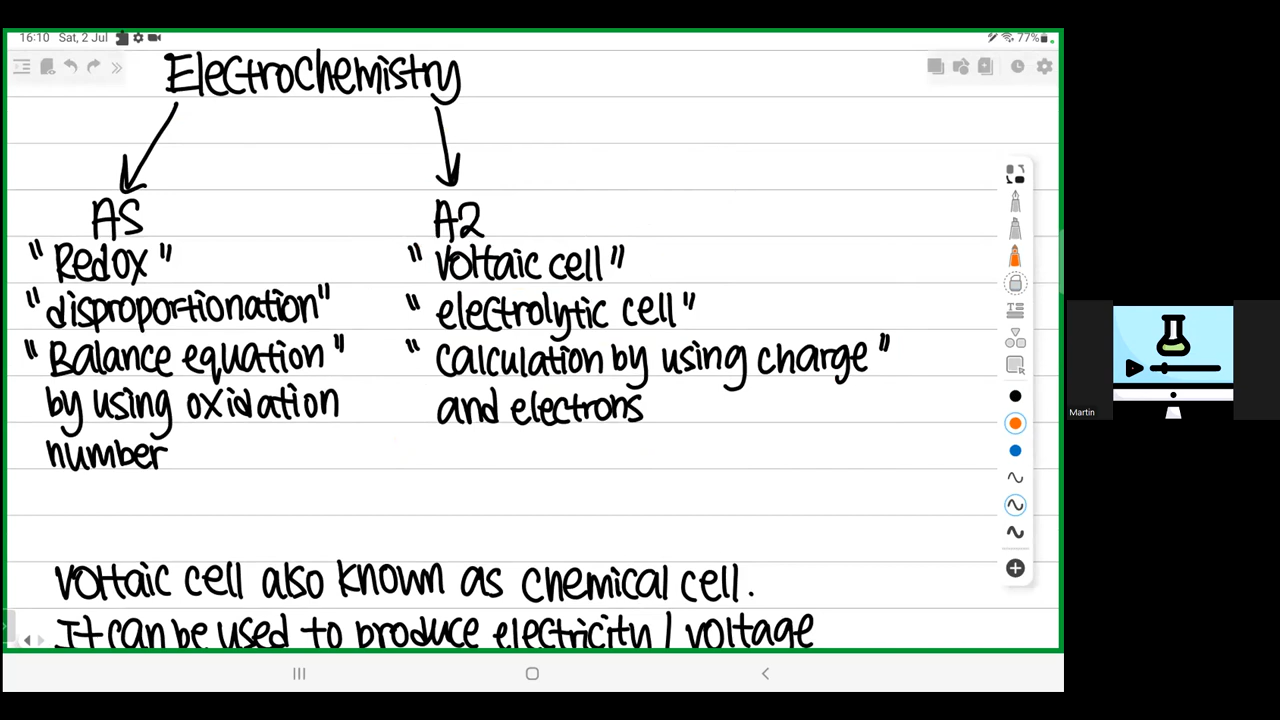 16:10 Sat, 2 Jul
77%
Electrochemistry
AS
A2
"Redox"
"disproportionation"
"Balance equation"
by using oxidation
number
"Voltaic cell"
"electrolytic cell"
"calculation by using charge"
and electrons
Voltaic cell also known as chemical cell.
It can be used to produce electricity / voltage
Martin